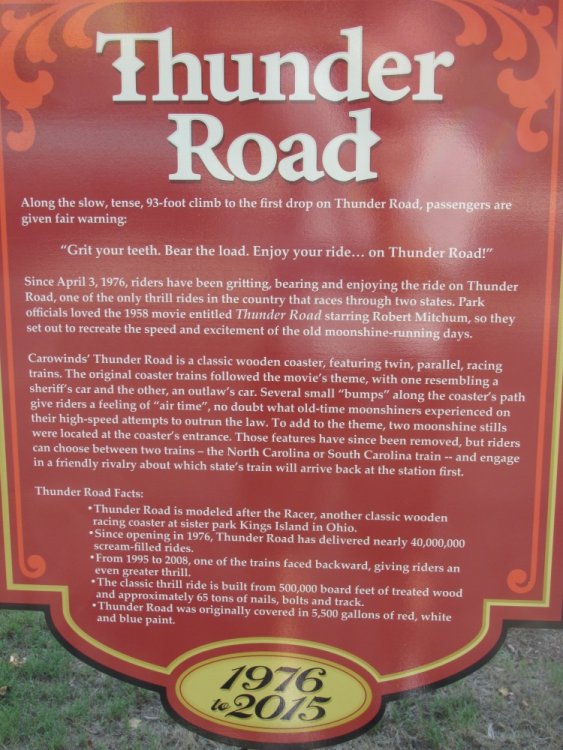 Thunder
Road
Along the slow, tense, 93-foot climb to the first drop on Thunder Road, passengers are
given fair warning:
“Grit your teeth. Bear the load. Enjoy your ride… on Thunder Road!”
Since April 3, 1976, riders have been gritting, bearing and enjoying the ride on Thunder
Road, one of the only thrill rides in the country that races through two states. Park
officials loved the 1958 movie entitled Thunder Road starring Robert Mitchum, so they
set out to recreate the speed and excitement of the old moonshine-running days.
Carowinds’ Thunder Road is a classic wooden coaster, featuring twin, parallel, racing
trains. The original coaster trains followed the movie’s theme, with one resembling a
sheriff’s car and the other, an outlaw’s car. Several small “bumps” along the coaster’s path
give riders a feeling of “air time”, no doubt what old-time moonshiners experienced on
their high-speed attempts to outrun the law. To add to the theme, two moonshine stills
were located at the coaster’s entrance. Those features have since been removed, but riders
can choose between two trains – the North Carolina or South Carolina train -- and engage
in a friendly rivalry about which state’s train will arrive back at the station first.
Thunder Road Facts:
•Thunder Road is modeled after the Racer, another classic wooden
racing coaster at sister park Kings Island in Ohio.
•Since opening in 1976, Thunder Road has delivered nearly 40,000,000
scream-filled rides.
•From 1995 to 2008, one of the trains faced backward, giving riders an
even greater thrill.
•The classic thrill ride is built from 500,000 board feet of treated wood
and approximately 65 tons of nails, bolts and track.
•Thunder Road was originally covered in 5,500 gallons of red, white
and blue paint.
1976
to 2015